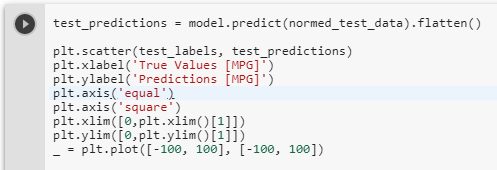 test_predictions = model.predict(normed_test_data).flatten()
plt.scatter(test_labels, test_predictions)
plt.xlabel('True Values [MPG]')
plt.ylabel('Predictions [MPG]')
plt.axis('equal')
plt.axis('square')
plt.xlim([0,plt.xlim()[1]])
plt.ylim([0,plt.ylim()[1]])
_ = plt.plot([-100, 100], [-100, 100])